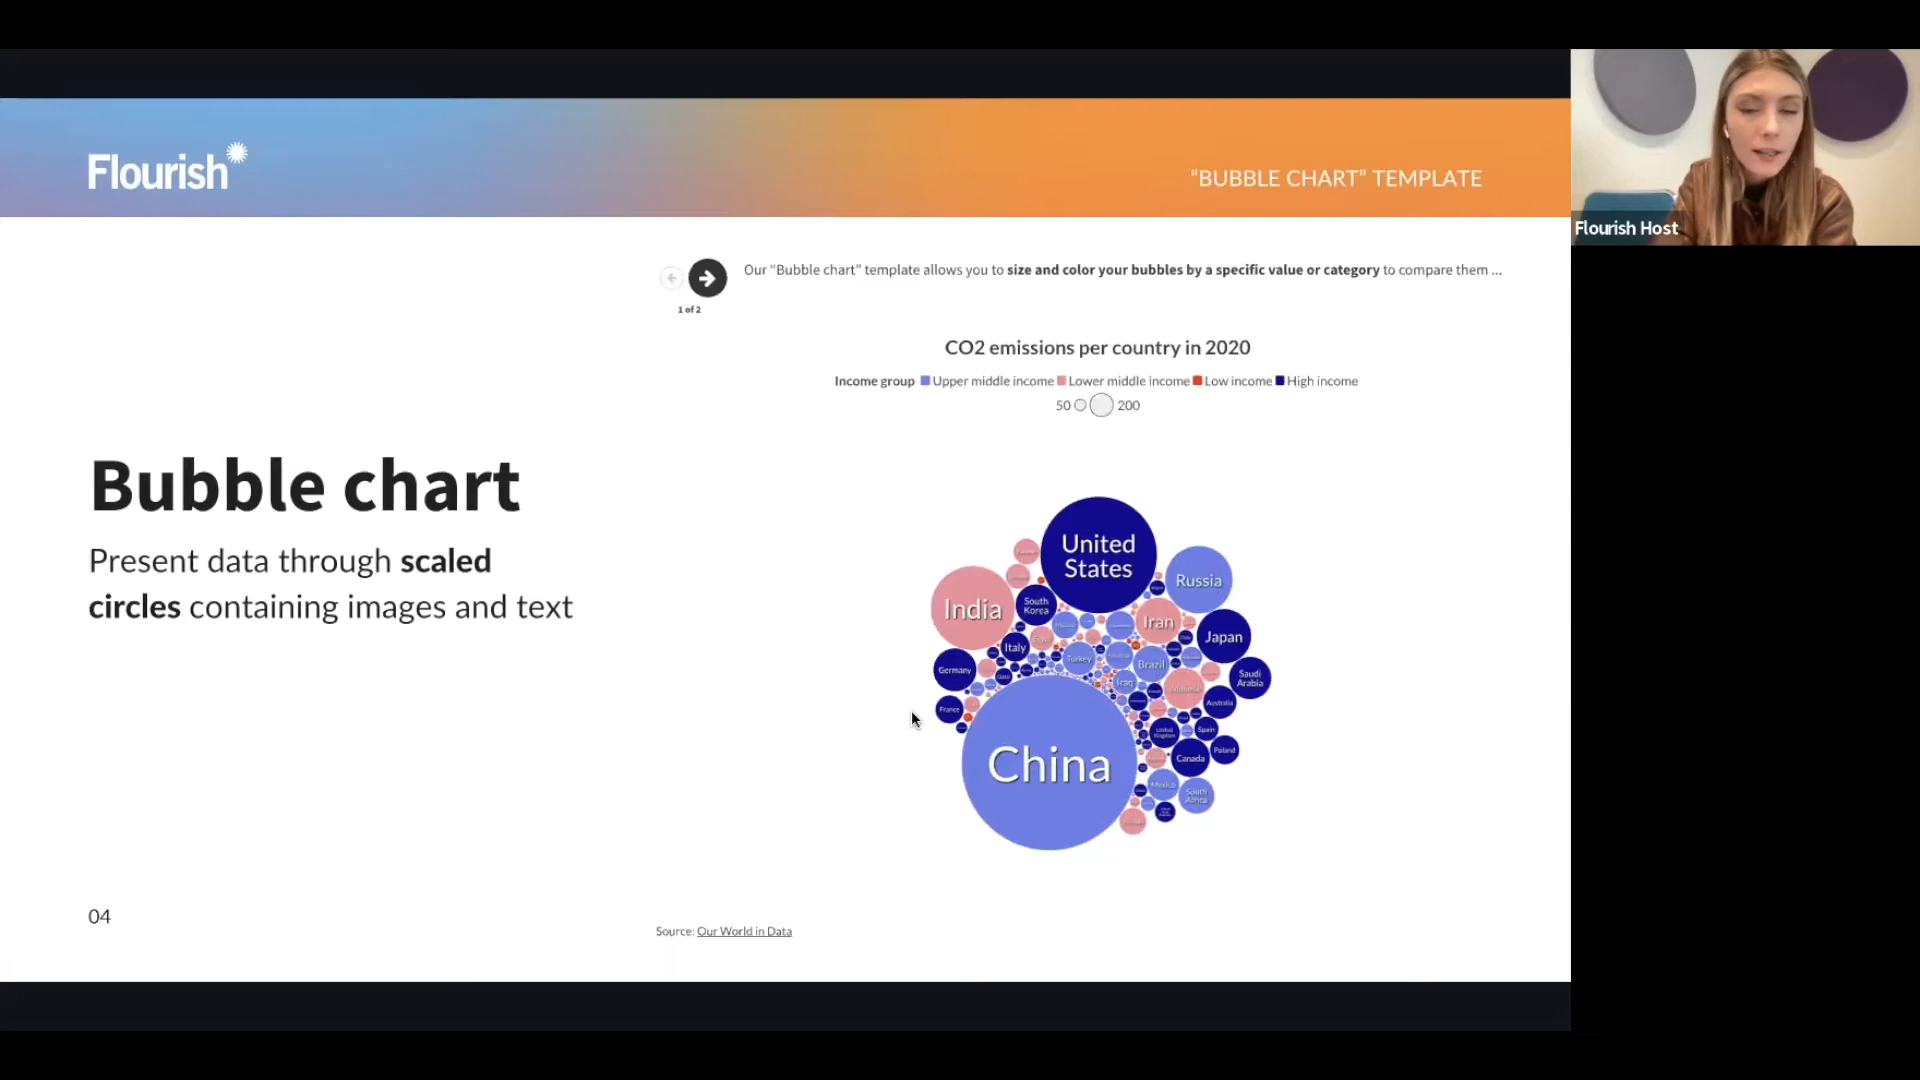 Flourish
“BUBBLE CHART” TEMPLATE
Flourish Host
1 of 2
Our “Bubble chart” template allows you to size and color your bubbles by a specific value or category to compare them ...
CO2 emissions per country in 2020
Income group Upper middle income Lower middle income Low income High income
50 200
Bubble chart
Present data through scaled
circles containing images and text
United
States
Russia
India
South
Korea
Iran
Japan
Italy
Turkey
Brazil
Germany
Iraq
Saudi
Arabia
France
Australia
United
Kingdom
Spain
Poland
Canada
China
Mexico
South
Africa
04
Source: Our World in Data